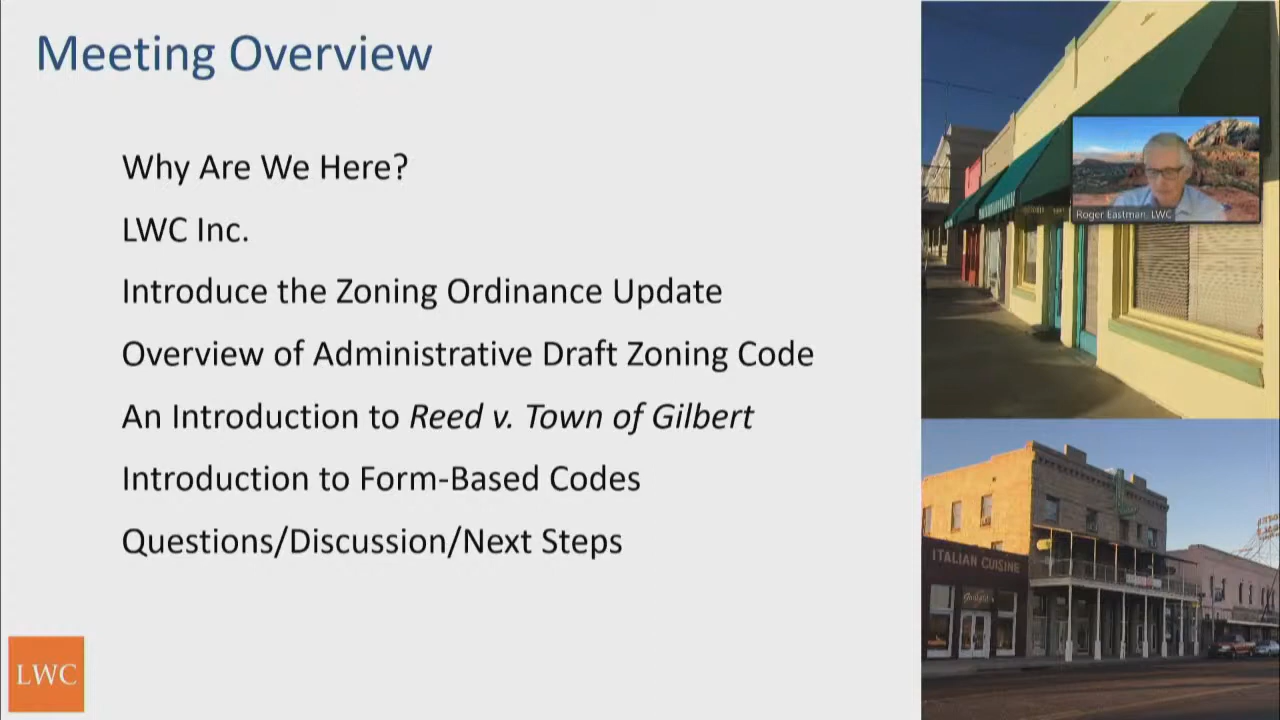 Meeting Overview
Why Are We Here?
LWC Inc.
Introduce the Zoning Ordinance Update
Overview of Administrative Draft Zoning Code
An Introduction to Reed v. Town of Gilbert
Introduction to Form-Based Codes
Questions/Discussion/Next Steps
Roger Eastman, LWC
ITALIAN CUISINE
LWC